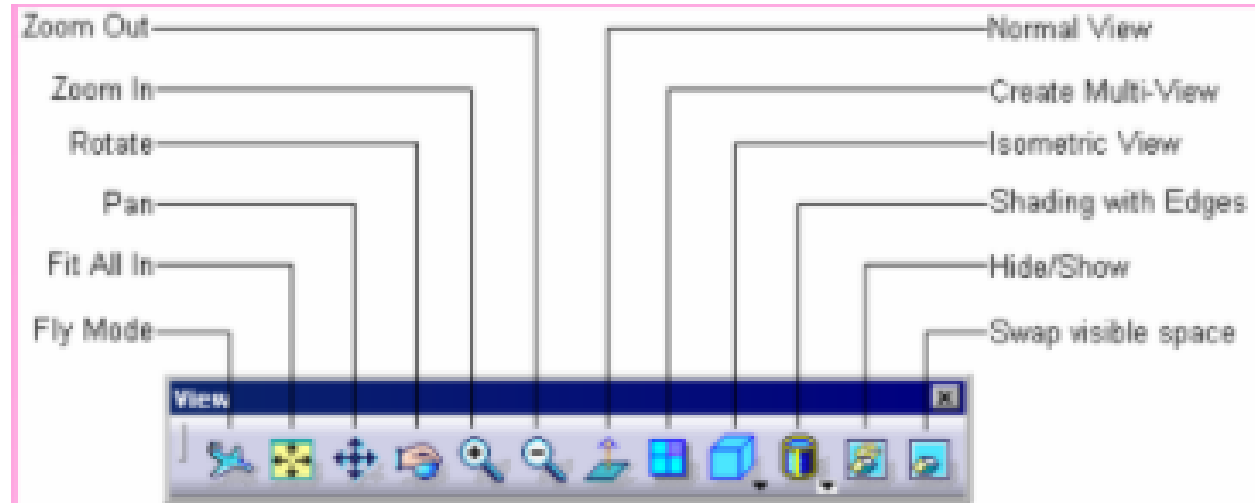 Zoom Out
Normal View
Zoom In
Create Multi-View
Rotate
Isometric View
Pan
Shading with Edges
Fit All In
Hide/Show
Fly Mode
Swap visible space
View